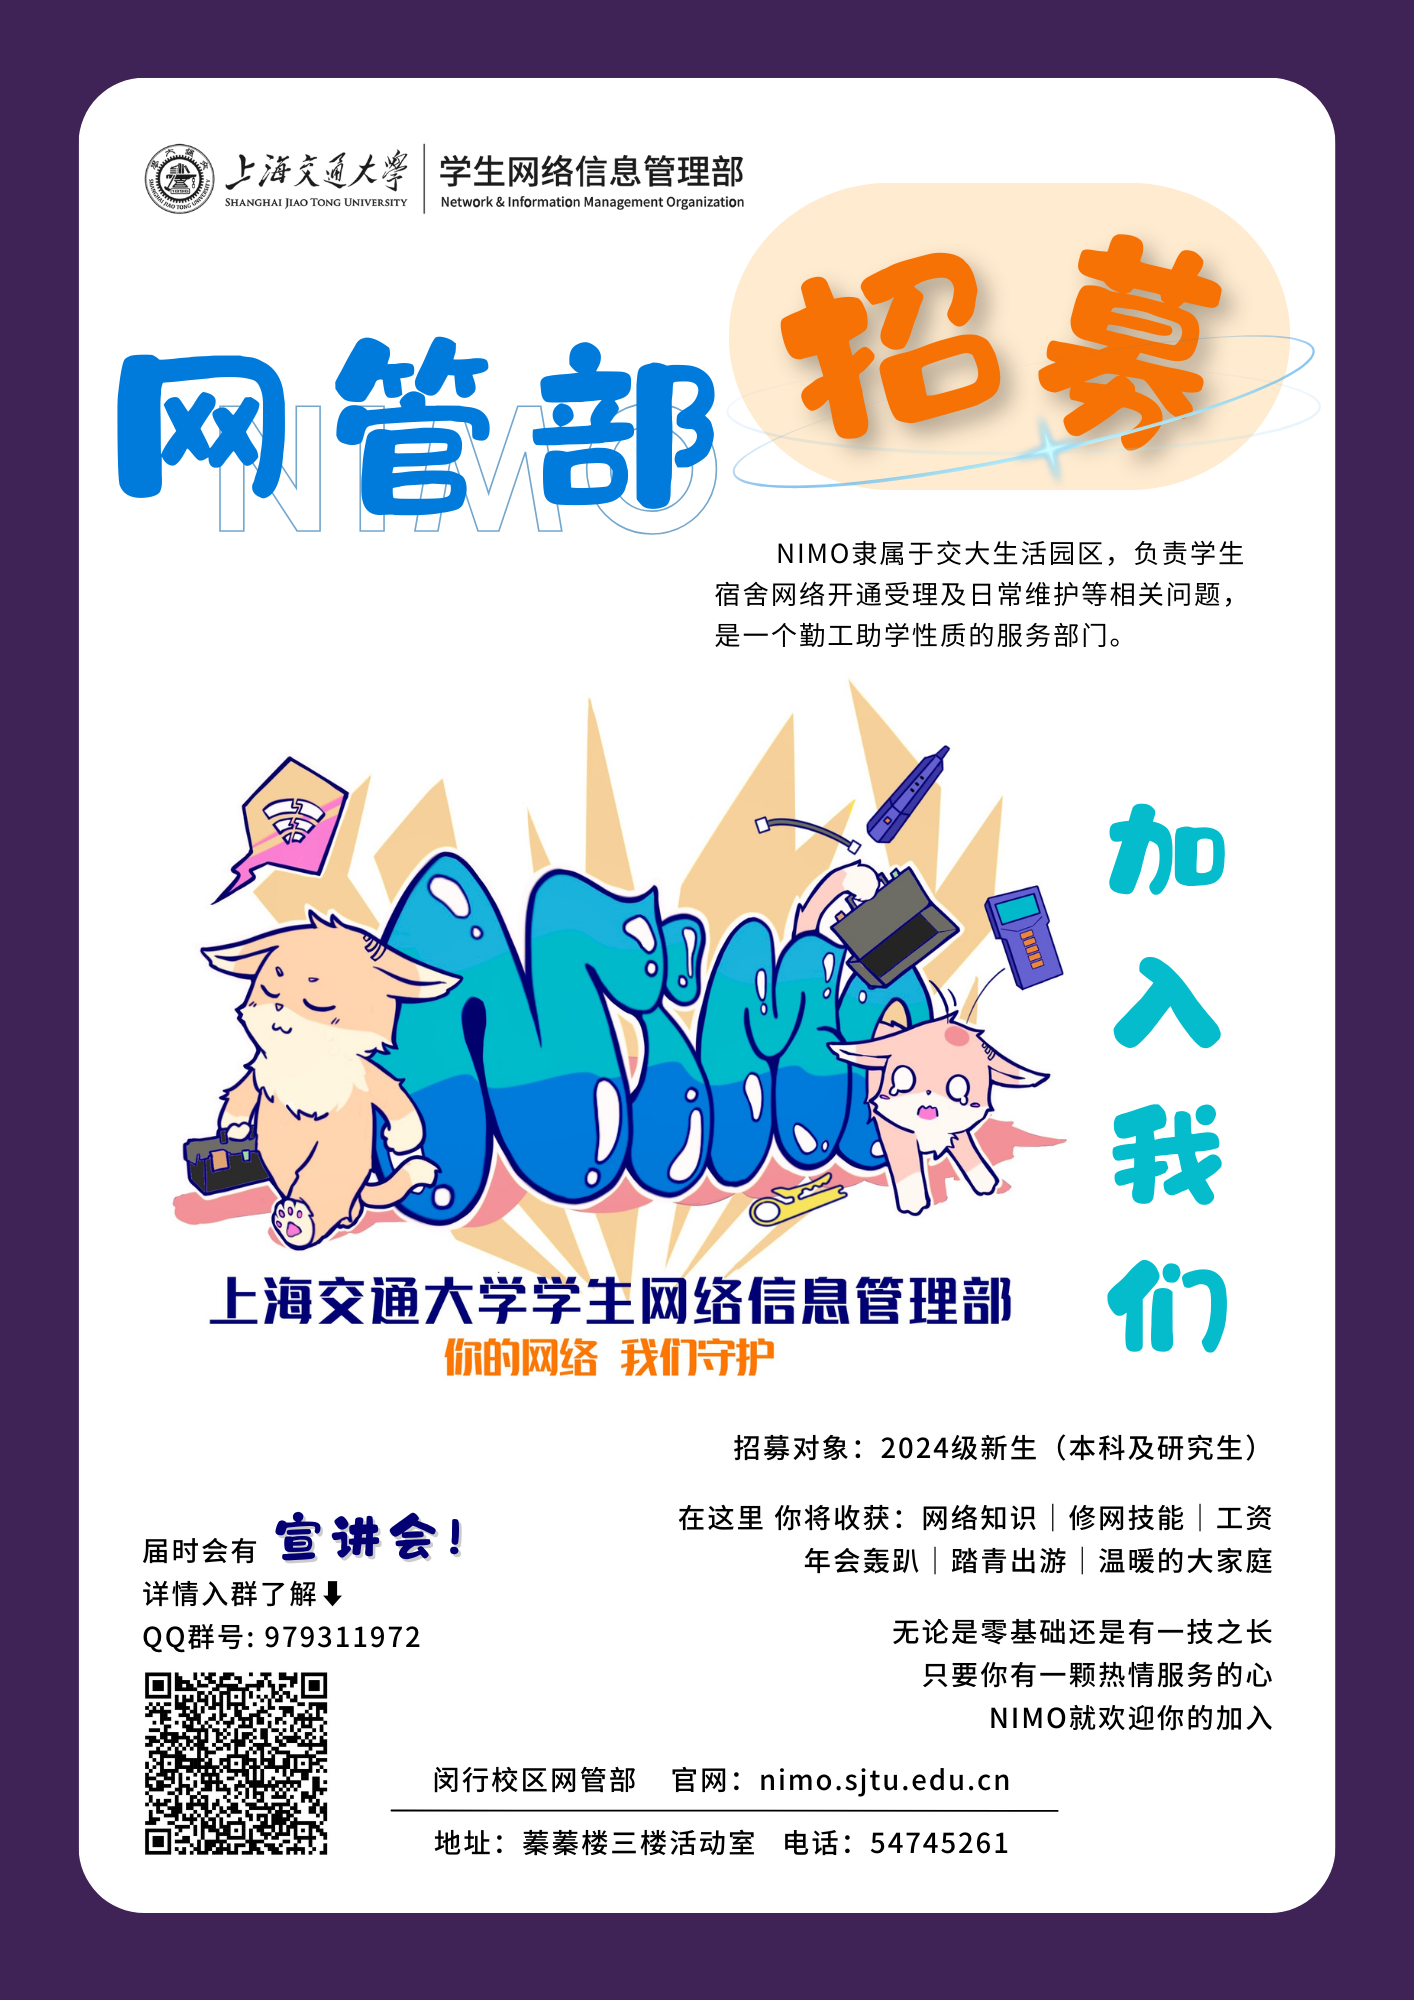 上海交通大学
SHANGHAI JIAO TONG UNIVERSITY
学生网络信息管理部
Network & Information Management Organization
网管部
NIMO
招募
NIMO隶属于交大生活园区，负责学生
宿舍网络开通受理及日常维护等相关问题，
是一个勤工助学性质的服务部门。
NiMO
加入我们
上海交通大学学生网络信息管理部
你的网络 我们守护
招募对象：2024级新生（本科及研究生）
在这里 你将收获：网络知识｜修网技能｜工资
年会轰趴｜踏青出游｜温暖的大家庭
无论是零基础还是有一技之长
只要你有一颗热情服务的心
NIMO就欢迎你的加入
届时会有 宣讲会！
详情入群了解⬇
QQ群号: 979311972
闵行校区网管部 官网：nimo.sjtu.edu.cn
地址：蓁蓁楼三楼活动室 电话：54745261